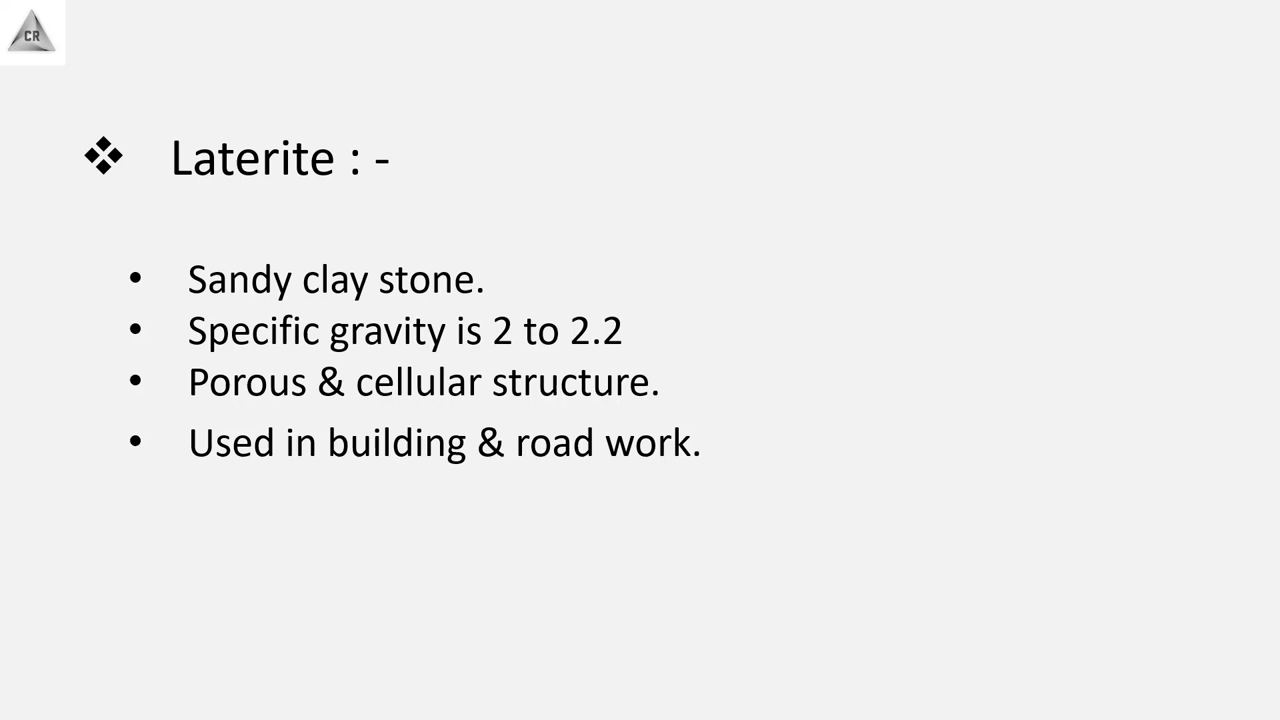 CR
❖ Laterite : -
• Sandy clay stone.
• Specific gravity is 2 to 2.2
• Porous & cellular structure.
• Used in building & road work.